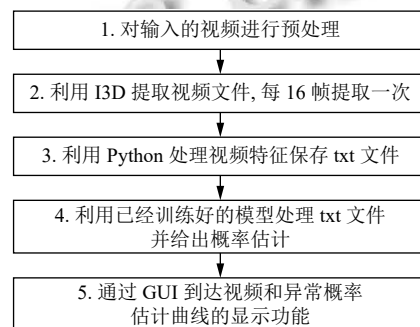 1. 对输入的视频进行预处理
2. 利用 I3D 提取视频文件, 每 16 帧提取一次
3. 利用 Python 处理视频特征保存 txt 文件
4. 利用已经训练好的模型处理 txt 文件
并给出概率估计
5. 通过 GUI 到达视频和异常概率
估计曲线的显示功能